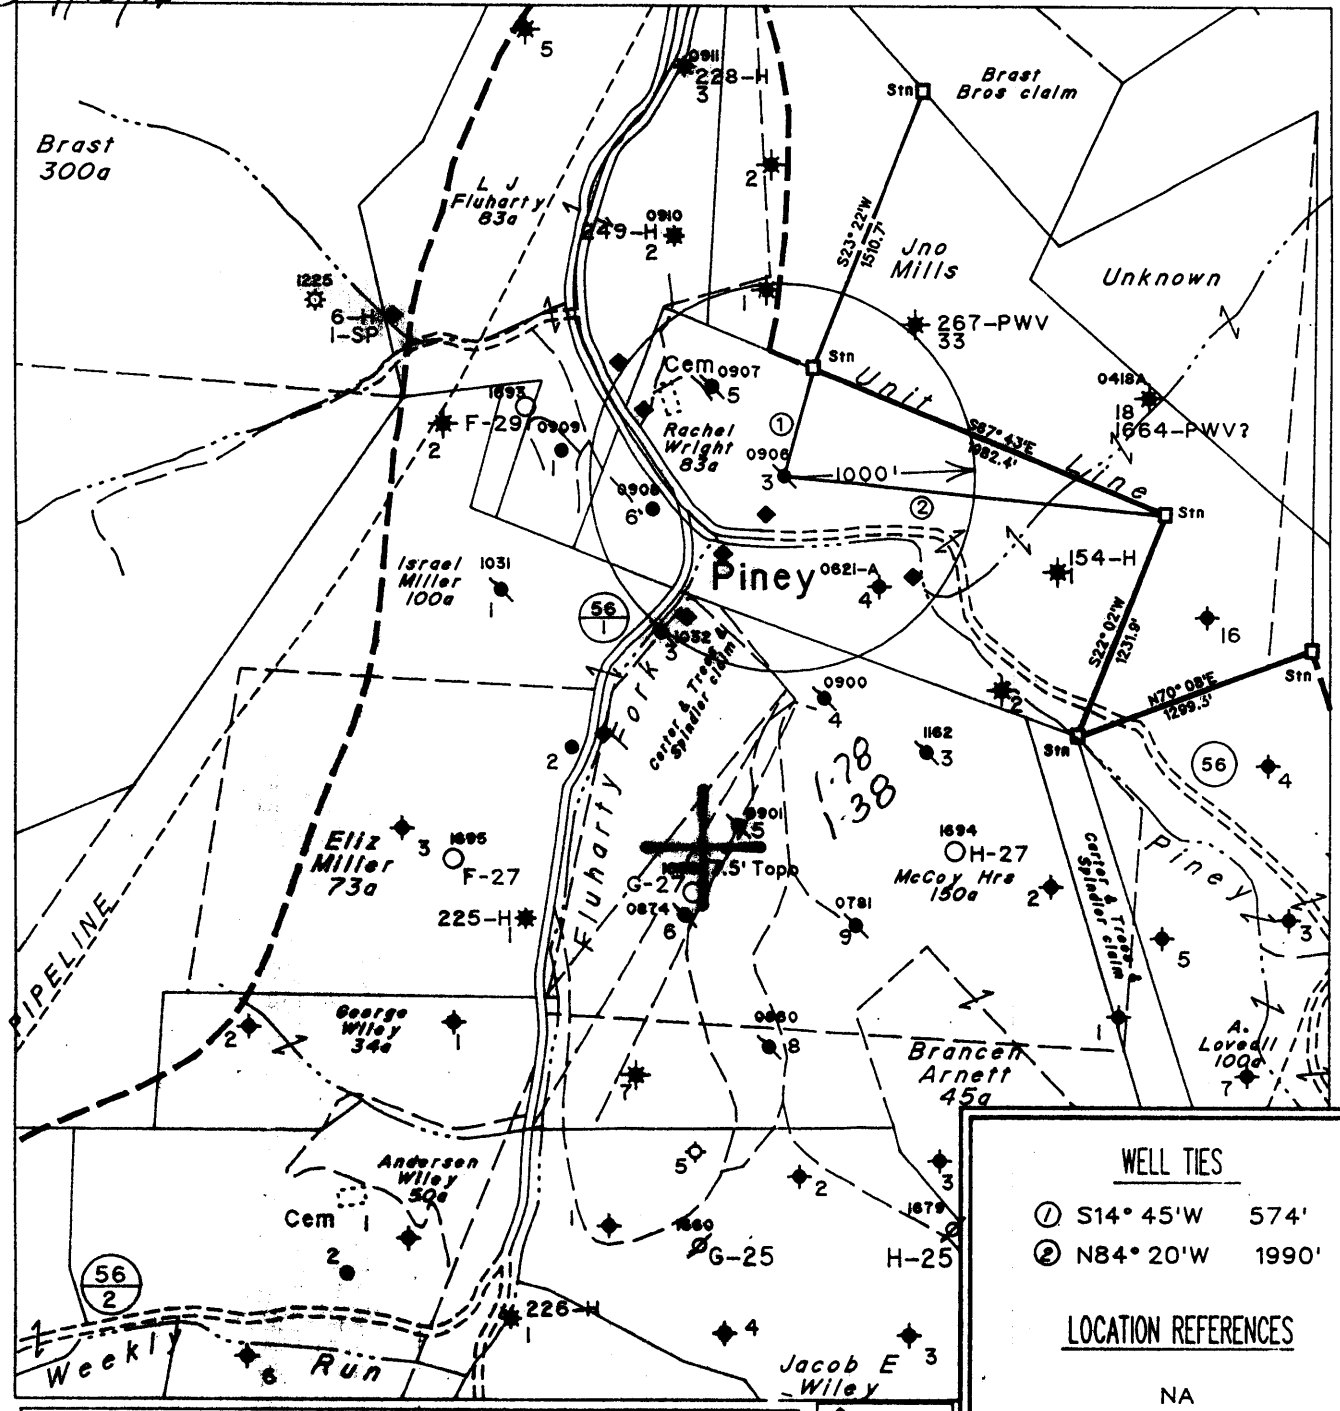 5
0911
228-H
3
Stn
Brast
Bros claim
Brast
300a
2
L J
Fluharty
83a
0910
249-H
2
S23° 22'W
1510.7'
Jno
Mills
Unknown
1225
6-H
1-SP
1
267-PWV
33
Stn
Cem
0907
5
Unit
0418A
18
1664-PWV?
1693
F-29
2
0909
1
Rachel
Wright
83a
1
S67° 43'E
1982.4'
0906
3
1000'
Line
0908
6
2
Stn
Israel
Miller
100a
1031
1
Piney
0621-A
4
154-H
1
56
1
1032
3
S22° 02'W
1231.9'
16
Carter & Trees &
Spindler claim
0900
4
2
N70° 08'E
1299.3'
Stn
Fluharty Fork
2
1162
3
Stn
56
4
1.78
1.38
Eliz
Miller
73a
3
1695
F-27
0901
5
7.5' Topo
G-27
0874
6
1694
H-27
McCoy Hrs
150a
Carter & Trees &
Spindler claim
Piney
225-H
1
0781
9
2
5
3
PIPELINE
George
Wiley
34a
2
1
0880
8
1
A.
Lovedll
100a
7
Brancen
Arnett
45a
7
Andersen
Wiley
50a
Cem
1
5
2
3
2
1
1660
G-25
1679
H-25
56
2
226-H
1
4
3
Weekly Run
6
Jacob E
Wiley
WELL TIES
① S14° 45'W 574'
② N84° 20'W 1990'
LOCATION REFERENCES
NA